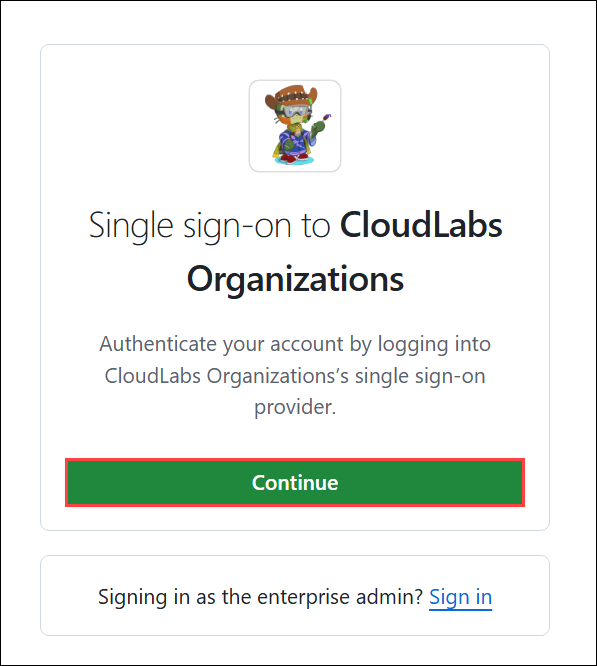 Single sign-on to CloudLabs
Organizations
Authenticate your account by logging into
CloudLabs Organizations’s single sign-on
provider.
Continue
Signing in as the enterprise admin? Sign in